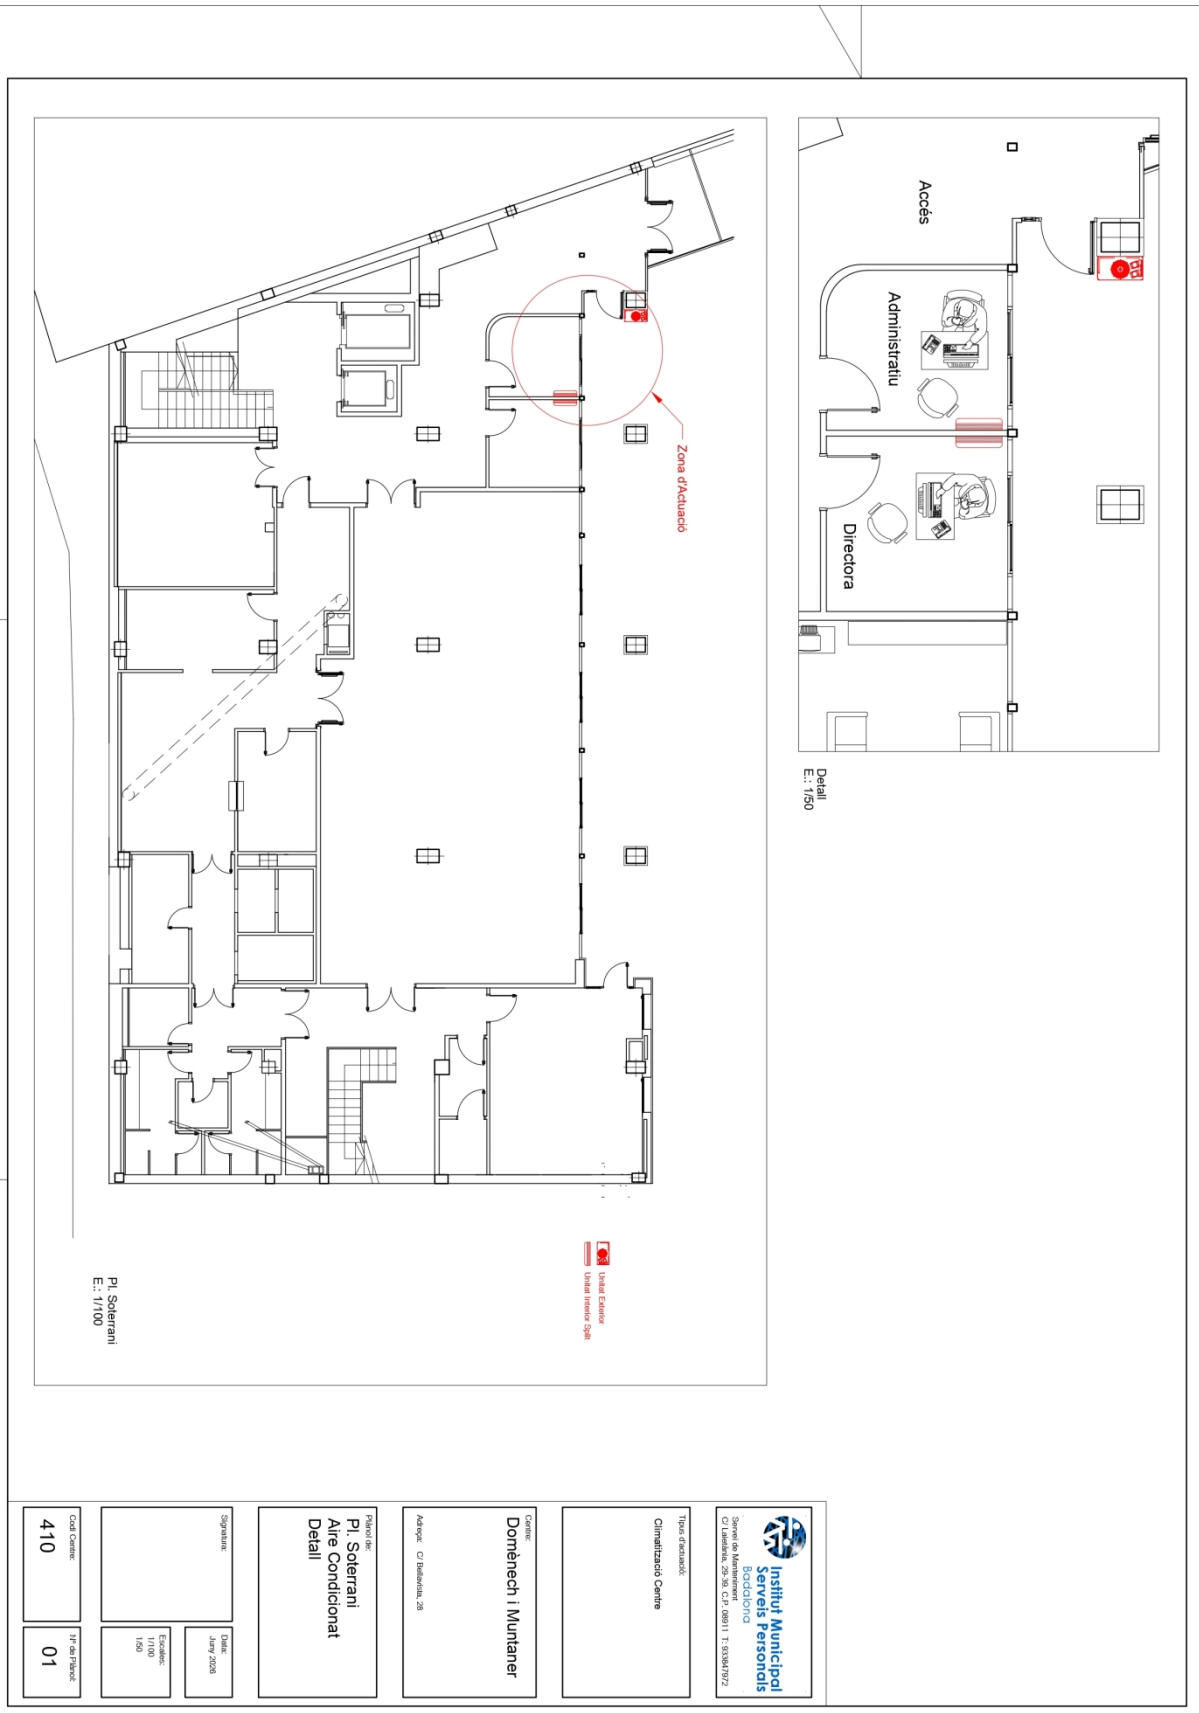 Accés
Administratiu
Directora
Detall
E.: 1/50
Zona d'Actuació
Unitat Exterior
Unitat Interior Split
Pl. Soterrani
E.: 1/100
Institut Municipal
Serveis Personals
Badalona
Servei de Manteniment
C/ Laietània, 29-39. C.P. 08911 T: 933847972
Tipus d'actuació:
Climatització Centre
Centre:
Domènech i Muntaner
Adreça: C/ Bellavista, 28
Plànol de:
Pl. Soterrani
Aire Condicionat
Detall
Signatura:
Data:
Juny 2026
Escales:
1/100
1/50
Codi Centre:
410
Nº de Plànol:
01